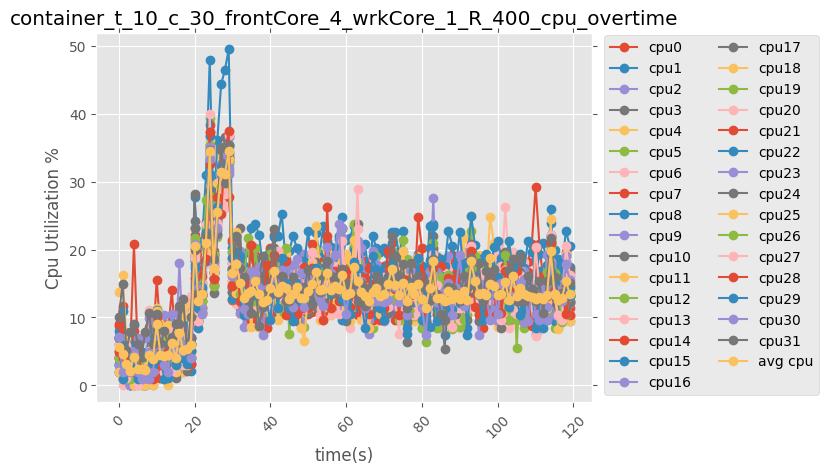 container_t_10_c_30_frontCore_4_wrkCore_1_R_400_cpu_overtime
50
40
30
20
10
0
Cpu Utilization %
0
20
40
60
80
100
120
time(s)
cpu0
cpu1
cpu2
cpu3
cpu4
cpu5
cpu6
cpu7
cpu8
cpu9
cpu10
cpu11
cpu12
cpu13
cpu14
cpu15
cpu16
cpu17
cpu18
cpu19
cpu20
cpu21
cpu22
cpu23
cpu24
cpu25
cpu26
cpu27
cpu28
cpu29
cpu30
cpu31
avg cpu